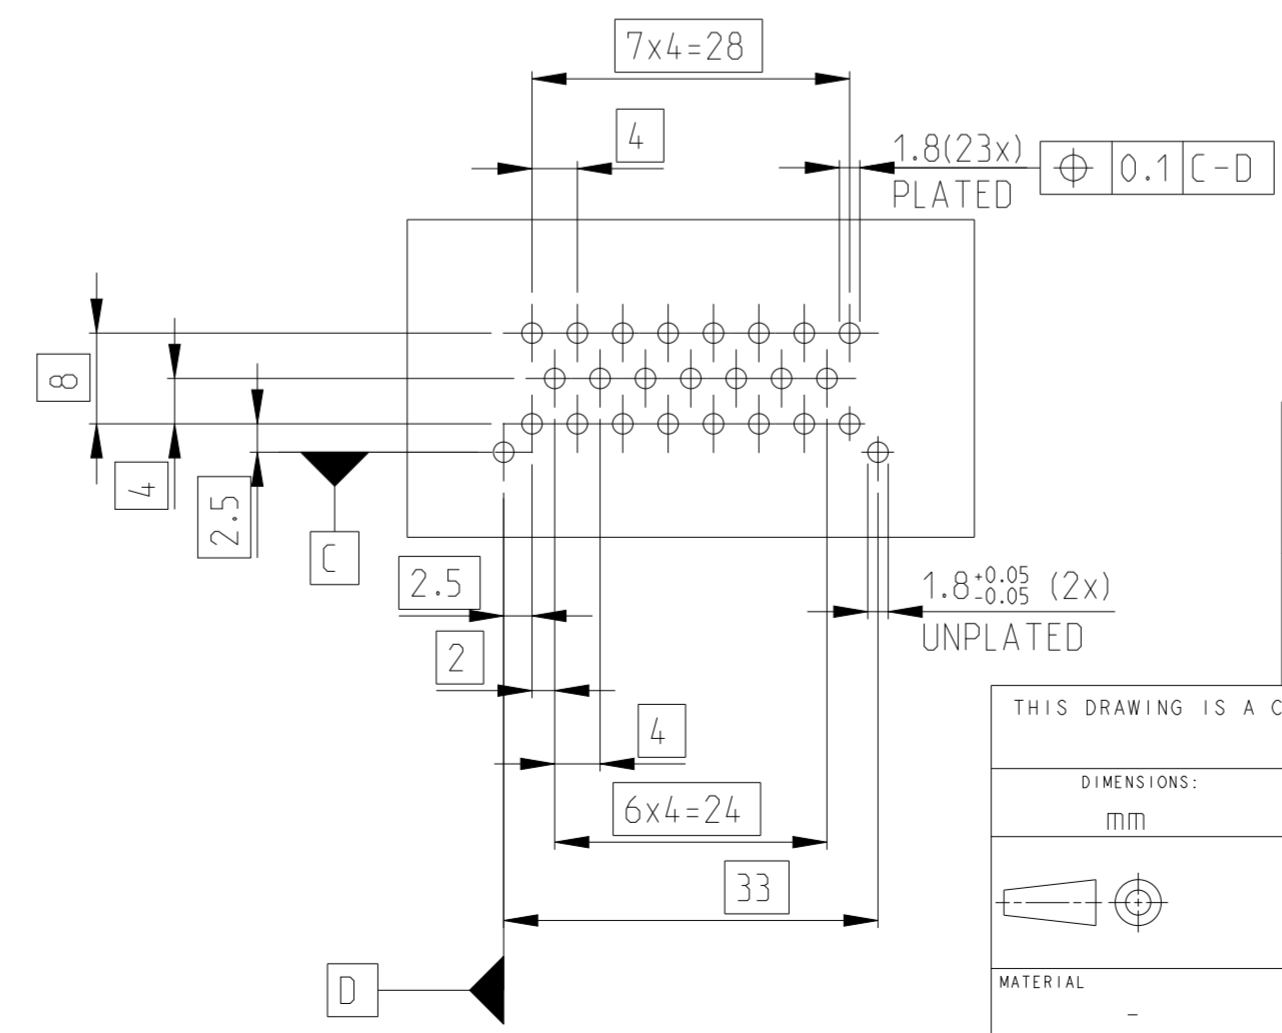 7x4=28
4
1.8(23x)
PLATED
⌖ 0.1 C-D
8
4
2.5
C
2.5
1.8 +0.05 -0.05 (2x)
UNPLATED
2
4
6x4=24
33
D
THIS DRAWING IS A C
DIMENSIONS:
mm
MATERIAL
-